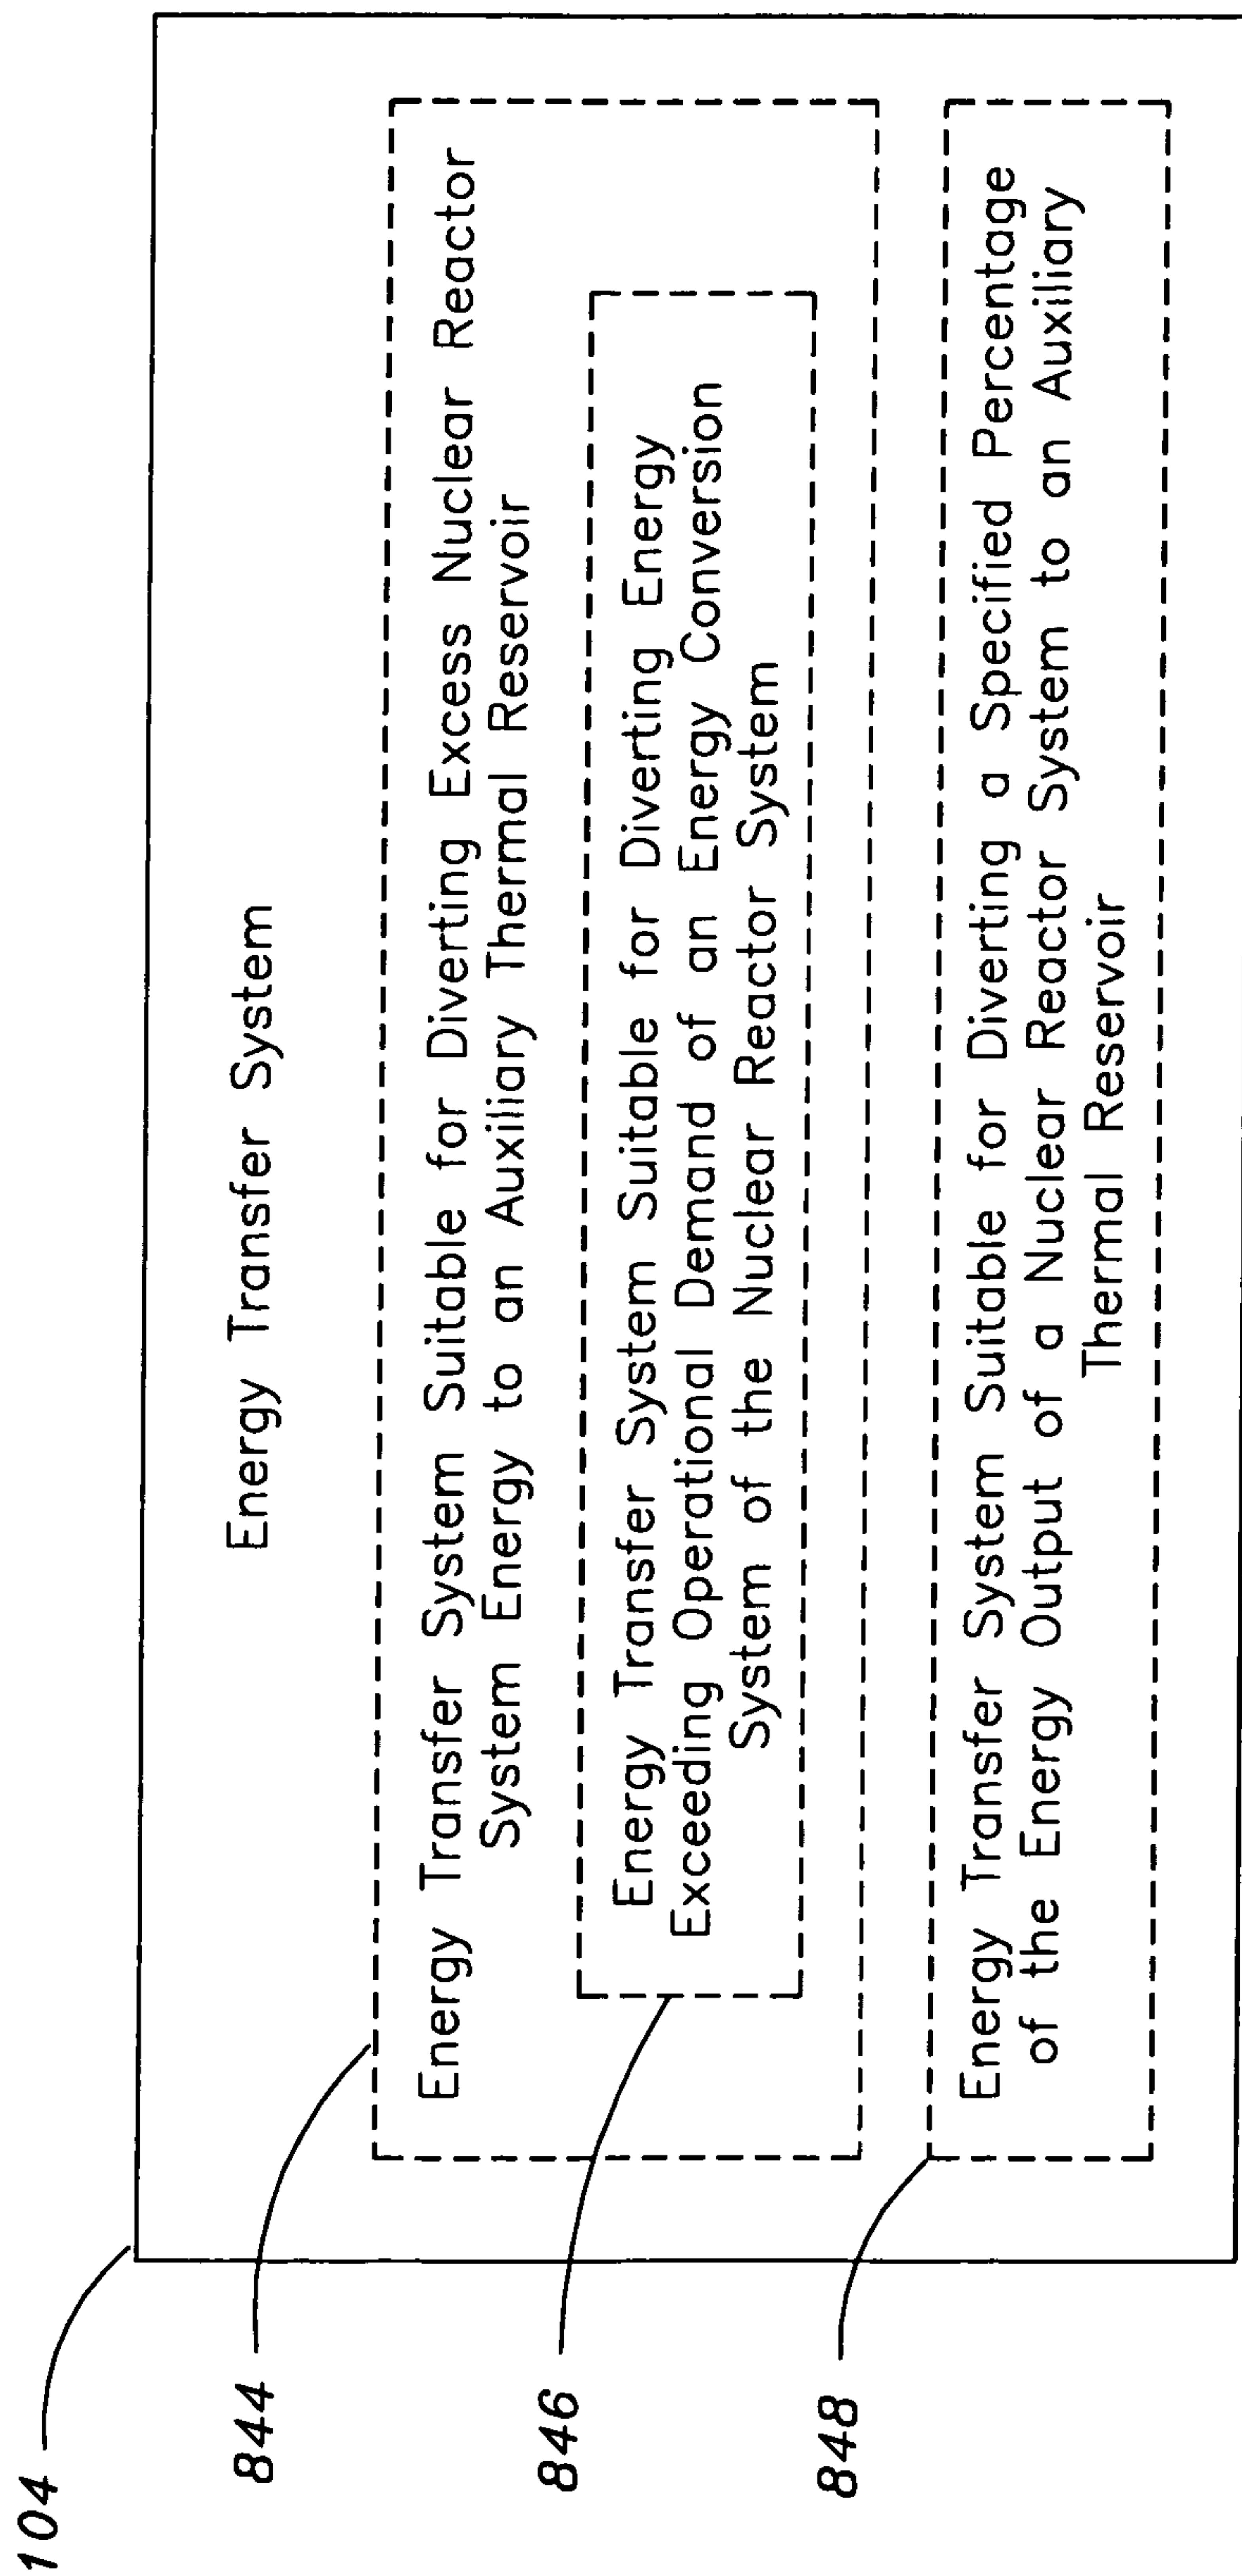 104
Energy Transfer System
844
Energy Transfer System Suitable for Diverting Excess Nuclear Reactor
System Energy to an Auxiliary Thermal Reservoir
846
Energy Transfer System Suitable for Diverting Energy
Exceeding Operational Demand of an Energy Conversion
System of the Nuclear Reactor System
848
Energy Transfer System Suitable for Diverting a Specified Percentage
of the Energy Output of a Nuclear Reactor System to an Auxiliary
Thermal Reservoir